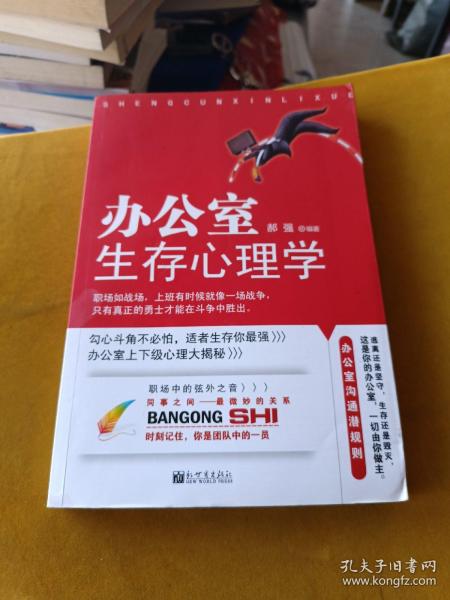 SHENGCUNXINLIXUE
办公室
郝强 ◎编著
生存心理学
职场如战场，上班有时候就像一场战争，
只有真正的勇士才能在斗争中胜出。
勾心斗角不必怕，适者生存你最强〉〉〉
办公室上下级心理大揭秘〉〉〉
职场中的弦外之音〉〉〉〉
同事之间——最微妙的关系
BANGONG SHI
时刻记住，你是团队中的一员
逃离还是坚守，生存还是毁灭，
这是你的办公室，一切由你做主。
办公室沟通潜规则
新世界出版社
NEW WORLD PRESS
孔夫子旧书网
www.kongfz.com